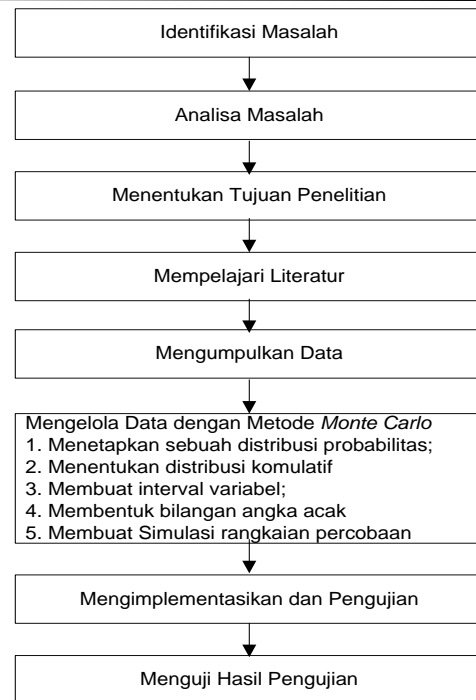 Identifikasi Masalah
Analisa Masalah
Menentukan Tujuan Penelitian
Mempelajari Literatur
Mengumpulkan Data
Mengelola Data dengan Metode Monte Carlo
1. Menetapkan sebuah distribusi probabilitas;
2. Menentukan distribusi komulatif
3. Membuat interval variabel;
4. Membentuk bilangan angka acak
5. Membuat Simulasi rangkaian percobaan
Mengimplementasikan dan Pengujian
Menguji Hasil Pengujian